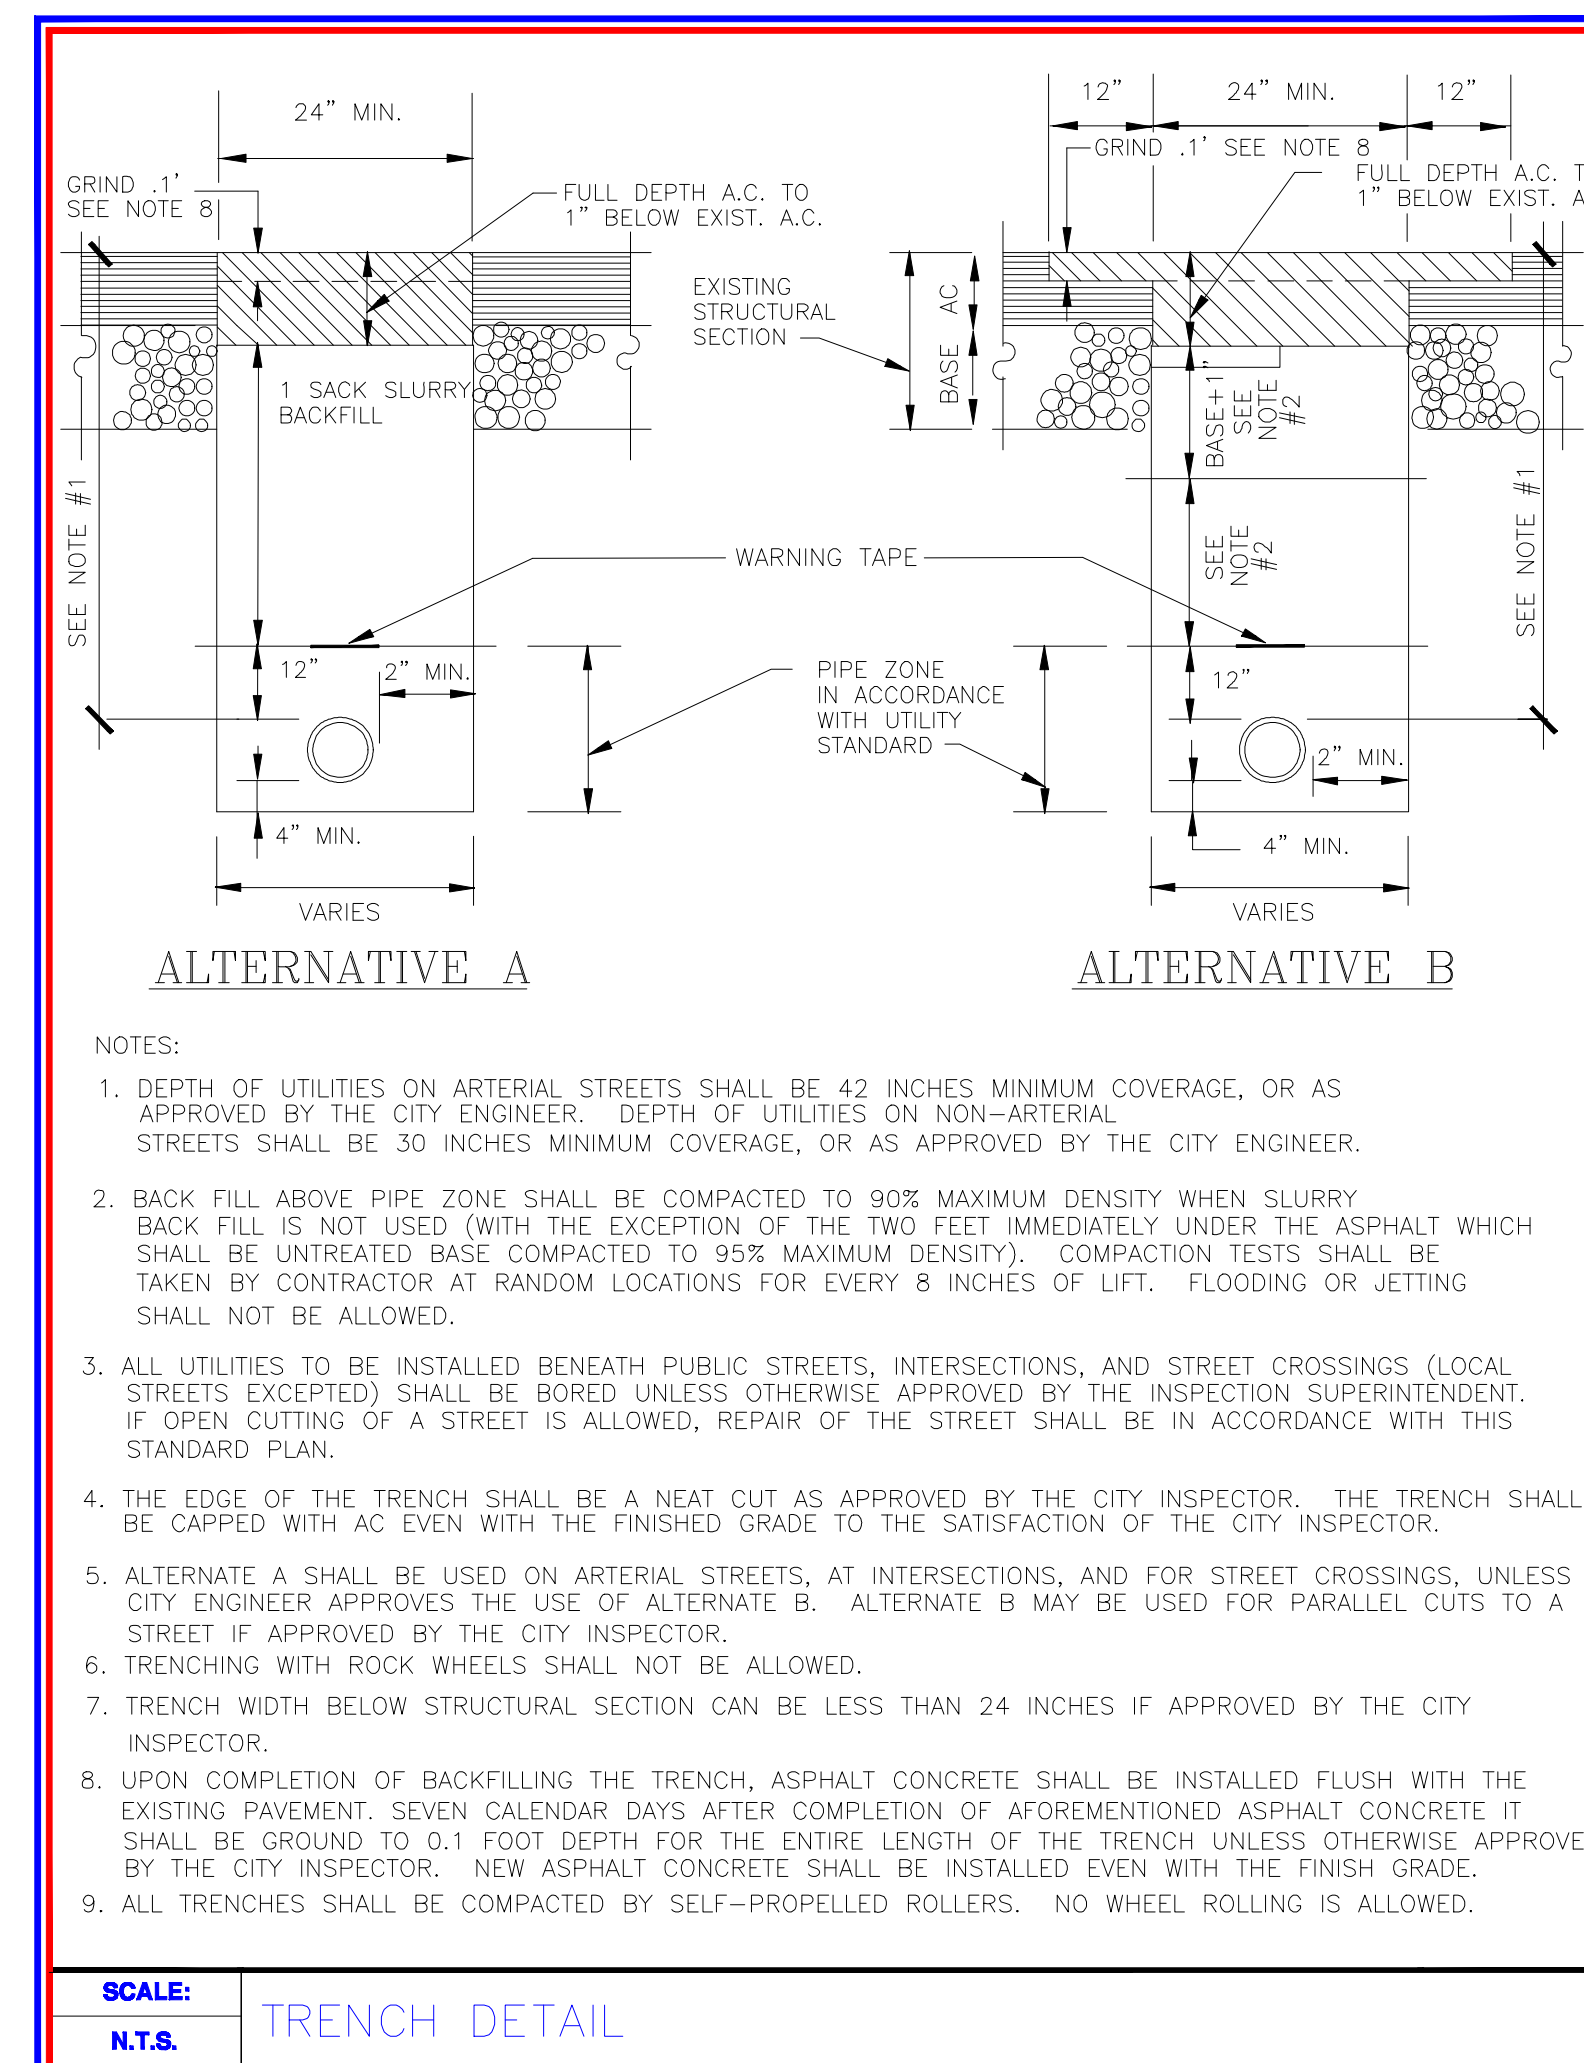 24" MIN.
GRIND .1'
SEE NOTE 8
FULL DEPTH A.C. TO
1" BELOW EXIST. A.C.
1 SACK SLURRY
BACKFILL
SEE NOTE #1
12"
2" MIN.
4" MIN.
VARIES
ALTERNATIVE A
EXISTING
STRUCTURAL
SECTION
AC
BASE
WARNING TAPE
PIPE ZONE
IN ACCORDANCE
WITH UTILITY
STANDARD
12"
24" MIN.
12"
GRIND .1' SEE NOTE 8
FULL DEPTH A.C. T
1" BELOW EXIST. A
BASE+1"
SEE
NOTE
#2
SEE
NOTE
#2
SEE NOTE #1
12"
2" MIN.
4" MIN.
VARIES
ALTERNATIVE B
NOTES:
1. DEPTH OF UTILITIES ON ARTERIAL STREETS SHALL BE 42 INCHES MINIMUM COVERAGE, OR AS
APPROVED BY THE CITY ENGINEER. DEPTH OF UTILITIES ON NON-ARTERIAL
STREETS SHALL BE 30 INCHES MINIMUM COVERAGE, OR AS APPROVED BY THE CITY ENGINEER.
2. BACK FILL ABOVE PIPE ZONE SHALL BE COMPACTED TO 90% MAXIMUM DENSITY WHEN SLURRY
BACK FILL IS NOT USED (WITH THE EXCEPTION OF THE TWO FEET IMMEDIATELY UNDER THE ASPHALT WHICH
SHALL BE UNTREATED BASE COMPACTED TO 95% MAXIMUM DENSITY). COMPACTION TESTS SHALL BE
TAKEN BY CONTRACTOR AT RANDOM LOCATIONS FOR EVERY 8 INCHES OF LIFT. FLOODING OR JETTING
SHALL NOT BE ALLOWED.
3. ALL UTILITIES TO BE INSTALLED BENEATH PUBLIC STREETS, INTERSECTIONS, AND STREET CROSSINGS (LOCAL
STREETS EXCEPTED) SHALL BE BORED UNLESS OTHERWISE APPROVED BY THE INSPECTION SUPERINTENDENT.
IF OPEN CUTTING OF A STREET IS ALLOWED, REPAIR OF THE STREET SHALL BE IN ACCORDANCE WITH THIS
STANDARD PLAN.
4. THE EDGE OF THE TRENCH SHALL BE A NEAT CUT AS APPROVED BY THE CITY INSPECTOR. THE TRENCH SHALL
BE CAPPED WITH AC EVEN WITH THE FINISHED GRADE TO THE SATISFACTION OF THE CITY INSPECTOR.
5. ALTERNATE A SHALL BE USED ON ARTERIAL STREETS, AT INTERSECTIONS, AND FOR STREET CROSSINGS, UNLESS
CITY ENGINEER APPROVES THE USE OF ALTERNATE B. ALTERNATE B MAY BE USED FOR PARALLEL CUTS TO A
STREET IF APPROVED BY THE CITY INSPECTOR.
6. TRENCHING WITH ROCK WHEELS SHALL NOT BE ALLOWED.
7. TRENCH WIDTH BELOW STRUCTURAL SECTION CAN BE LESS THAN 24 INCHES IF APPROVED BY THE CITY
INSPECTOR.
8. UPON COMPLETION OF BACKFILLING THE TRENCH, ASPHALT CONCRETE SHALL BE INSTALLED FLUSH WITH THE
EXISTING PAVEMENT. SEVEN CALENDAR DAYS AFTER COMPLETION OF AFOREMENTIONED ASPHALT CONCRETE IT
SHALL BE GROUND TO 0.1 FOOT DEPTH FOR THE ENTIRE LENGTH OF THE TRENCH UNLESS OTHERWISE APPROVE
BY THE CITY INSPECTOR. NEW ASPHALT CONCRETE SHALL BE INSTALLED EVEN WITH THE FINISH GRADE.
9. ALL TRENCHES SHALL BE COMPACTED BY SELF-PROPELLED ROLLERS. NO WHEEL ROLLING IS ALLOWED.
SCALE:
N.T.S.
TRENCH DETAIL